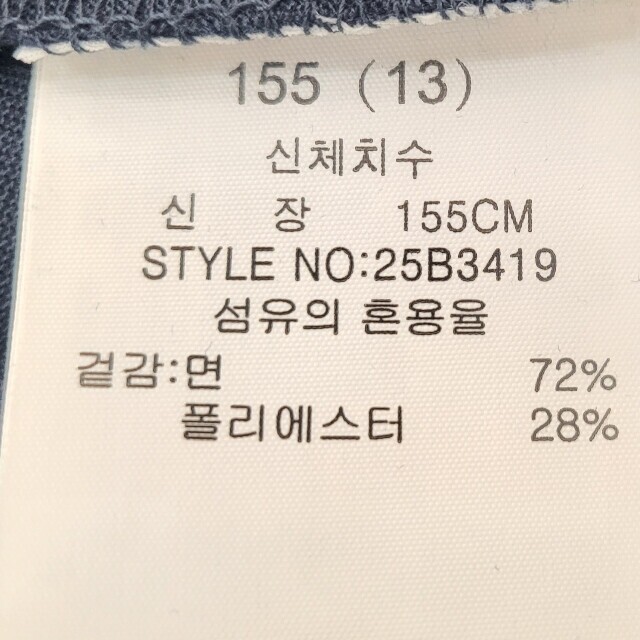 155 (13)
신체치수
신 장 155CM
STYLE NO:25B3419
섬유의 혼용율
겉감:면 72%
폴리에스터 28%